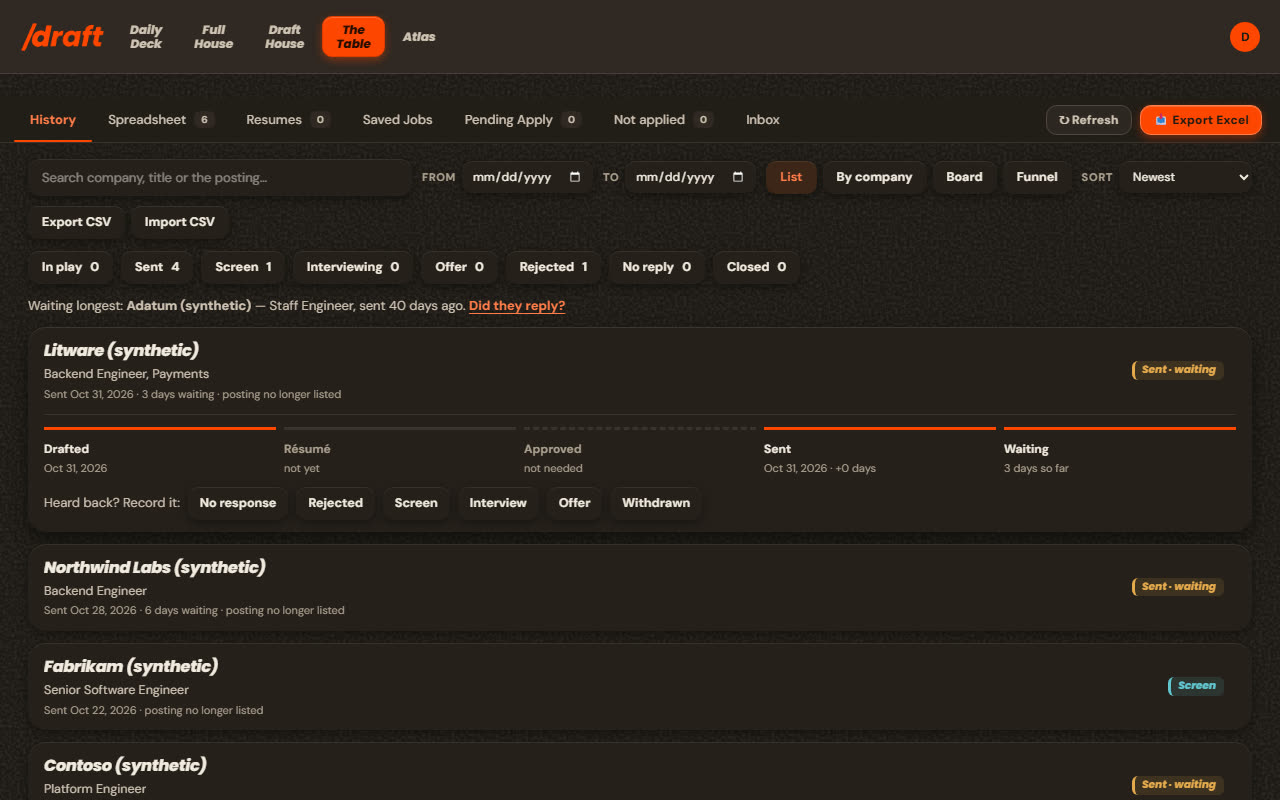 /draft
Daily Deck
Full House
Draft House
The Table
Atlas
D
History
Spreadsheet 6
Resumes 0
Saved Jobs
Pending Apply 0
Not applied 0
Inbox
↻ Refresh
Export Excel
Search company, title or the posting...
FROM mm/dd/yyyy
TO mm/dd/yyyy
List
By company
Board
Funnel
SORT Newest
Export CSV
Import CSV
In play 0
Sent 4
Screen 1
Interviewing 0
Offer 0
Rejected 1
No reply 0
Closed 0
Waiting longest: Adatum (synthetic) — Staff Engineer, sent 40 days ago. Did they reply?
Litware (synthetic)
Backend Engineer, Payments
Sent Oct 31, 2026 · 3 days waiting · posting no longer listed
Sent · waiting
Drafted
Oct 31, 2026
Résumé
not yet
Approved
not needed
Sent
Oct 31, 2026 · +0 days
Waiting
3 days so far
Heard back? Record it:
No response
Rejected
Screen
Interview
Offer
Withdrawn
Northwind Labs (synthetic)
Backend Engineer
Sent Oct 28, 2026 · 6 days waiting · posting no longer listed
Sent · waiting
Fabrikam (synthetic)
Senior Software Engineer
Sent Oct 22, 2026 · posting no longer listed
Screen
Contoso (synthetic)
Platform Engineer
Sent · waiting